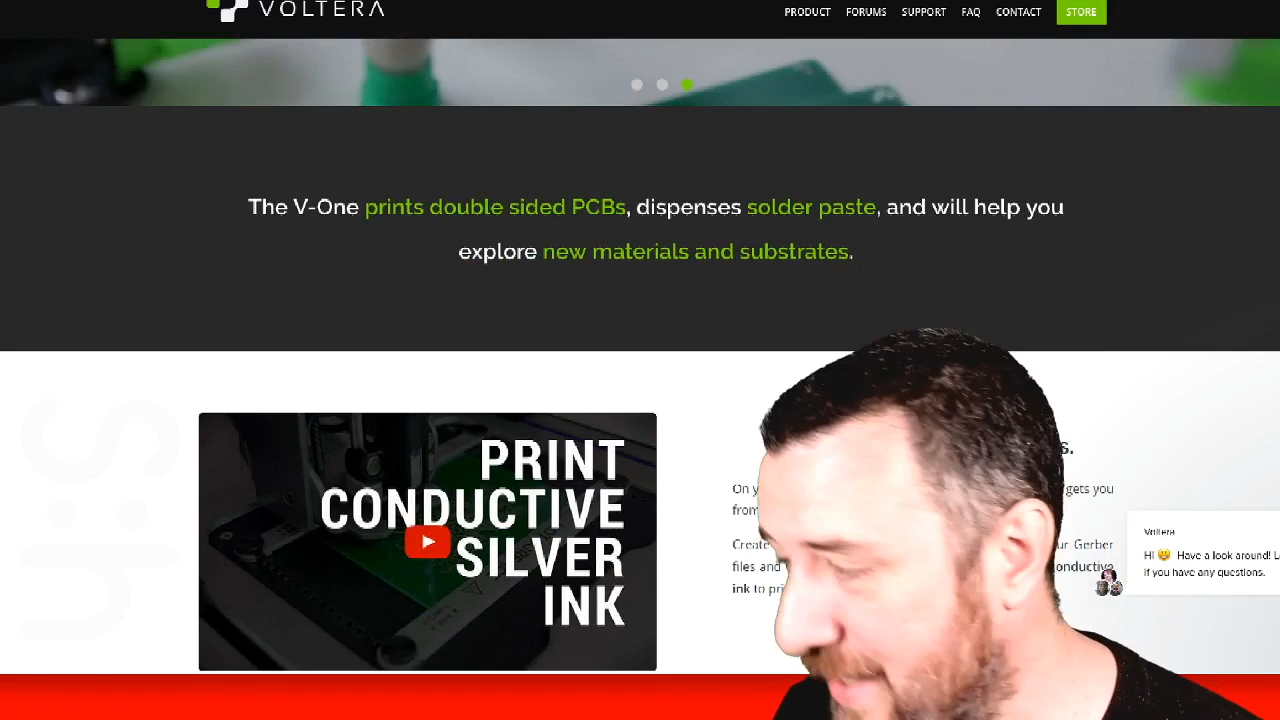 VOLTERA
PRODUCT FORUMS SUPPORT FAQ CONTACT STORE
The V-One prints double sided PCBs, dispenses solder paste, and will help you
explore new materials and substrates.
PRINT
CONDUCTIVE
SILVER
INK
s.
On gets you
from
Create ur Gerber
files and onductive
ink to pri
Voltera
Hi 😀 Have a look around! L
if you have any questions.